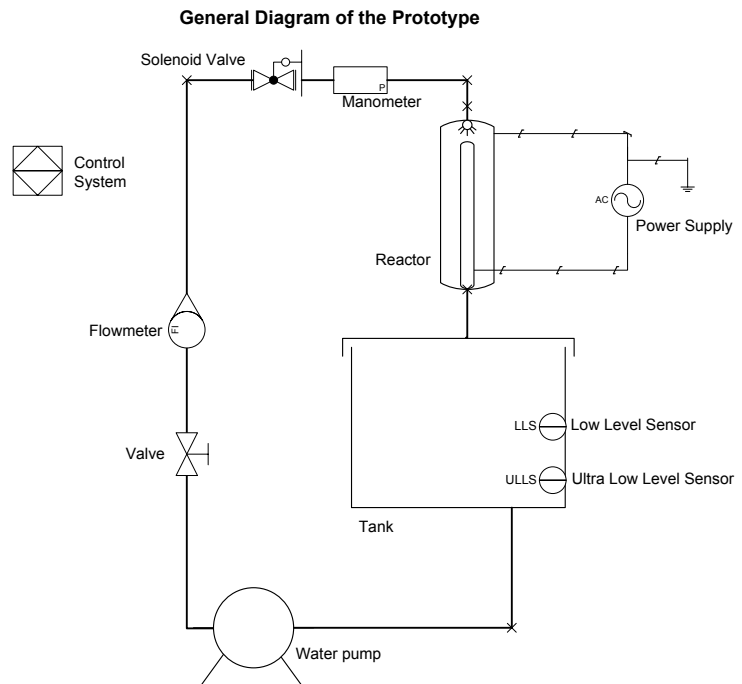 General Diagram of the Prototype
Solenoid Valve
P
Manometer
Control
System
AC
Power Supply
Reactor
Flowmeter
FI
LLS
Low Level Sensor
Valve
ULLS
Ultra Low Level Sensor
Tank
Water pump